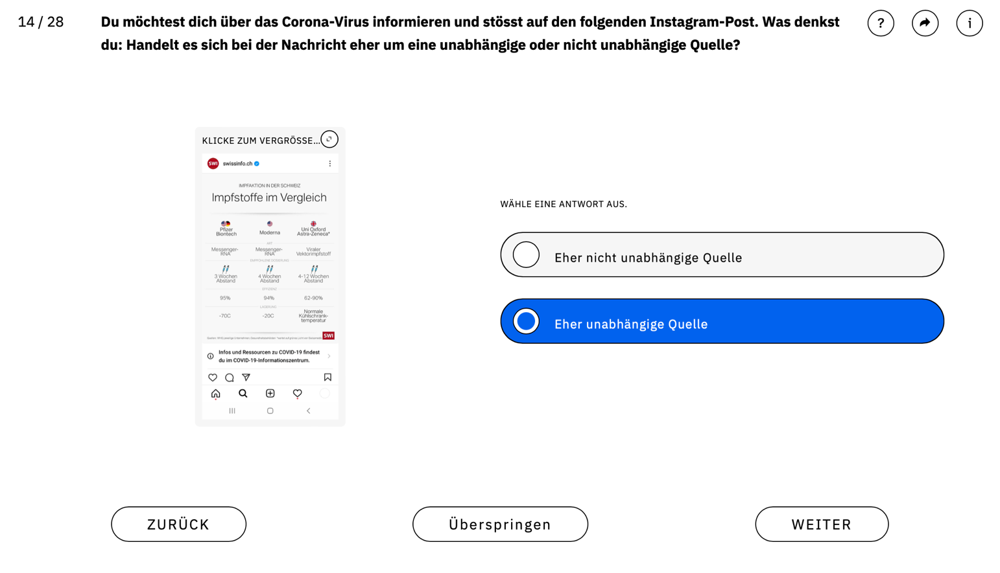 14 / 28
Du möchtest dich über das Corona-Virus informieren und stösst auf den folgenden Instagram-Post. Was denkst
du: Handelt es sich bei der Nachricht eher um eine unabhängige oder nicht unabhängige Quelle?
?
i
KLICKE ZUM VERGRÖSSE...
SWI swissinfo.ch
IMPFAKTION IN DER SCHWEIZ
Impfstoffe im Vergleich
Pfizer
Biontech
Moderna
Uni Oxford
Astra-Zeneca*
ART
Messenger-
RNA
Messenger-
RNA
Viraler
Vektorimpfstoff
EMPFOHLENE DOSIERUNG
3 Wochen
Abstand
4 Wochen
Abstand
4-12 Wochen
Abstand
EFFIZIENZ
95%
94%
62-90%
LAGERUNG
-70C
-20C
Normale
Kühlschrank-
temperatur
SWI
Infos und Ressourcen zu COVID-19 findest
du im COVID-19-Informationszentrum.
WÄHLE EINE ANTWORT AUS.
Eher nicht unabhängige Quelle
Eher unabhängige Quelle
ZURÜCK
Überspringen
WEITER